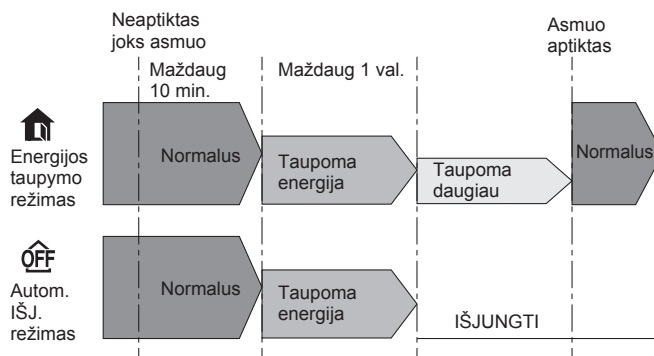 Neaptiktas
joks asmuo
Asmuo
aptiktas
Maždaug
10 min.
Maždaug 1 val.
Energijos
taupymo
režimas
Normalus
Taupoma
energija
Taupoma
daugiau
Normalus
OFF
Autom.
IŠJ.
režimas
Normalus
Taupoma
energija
IŠJUNGTI